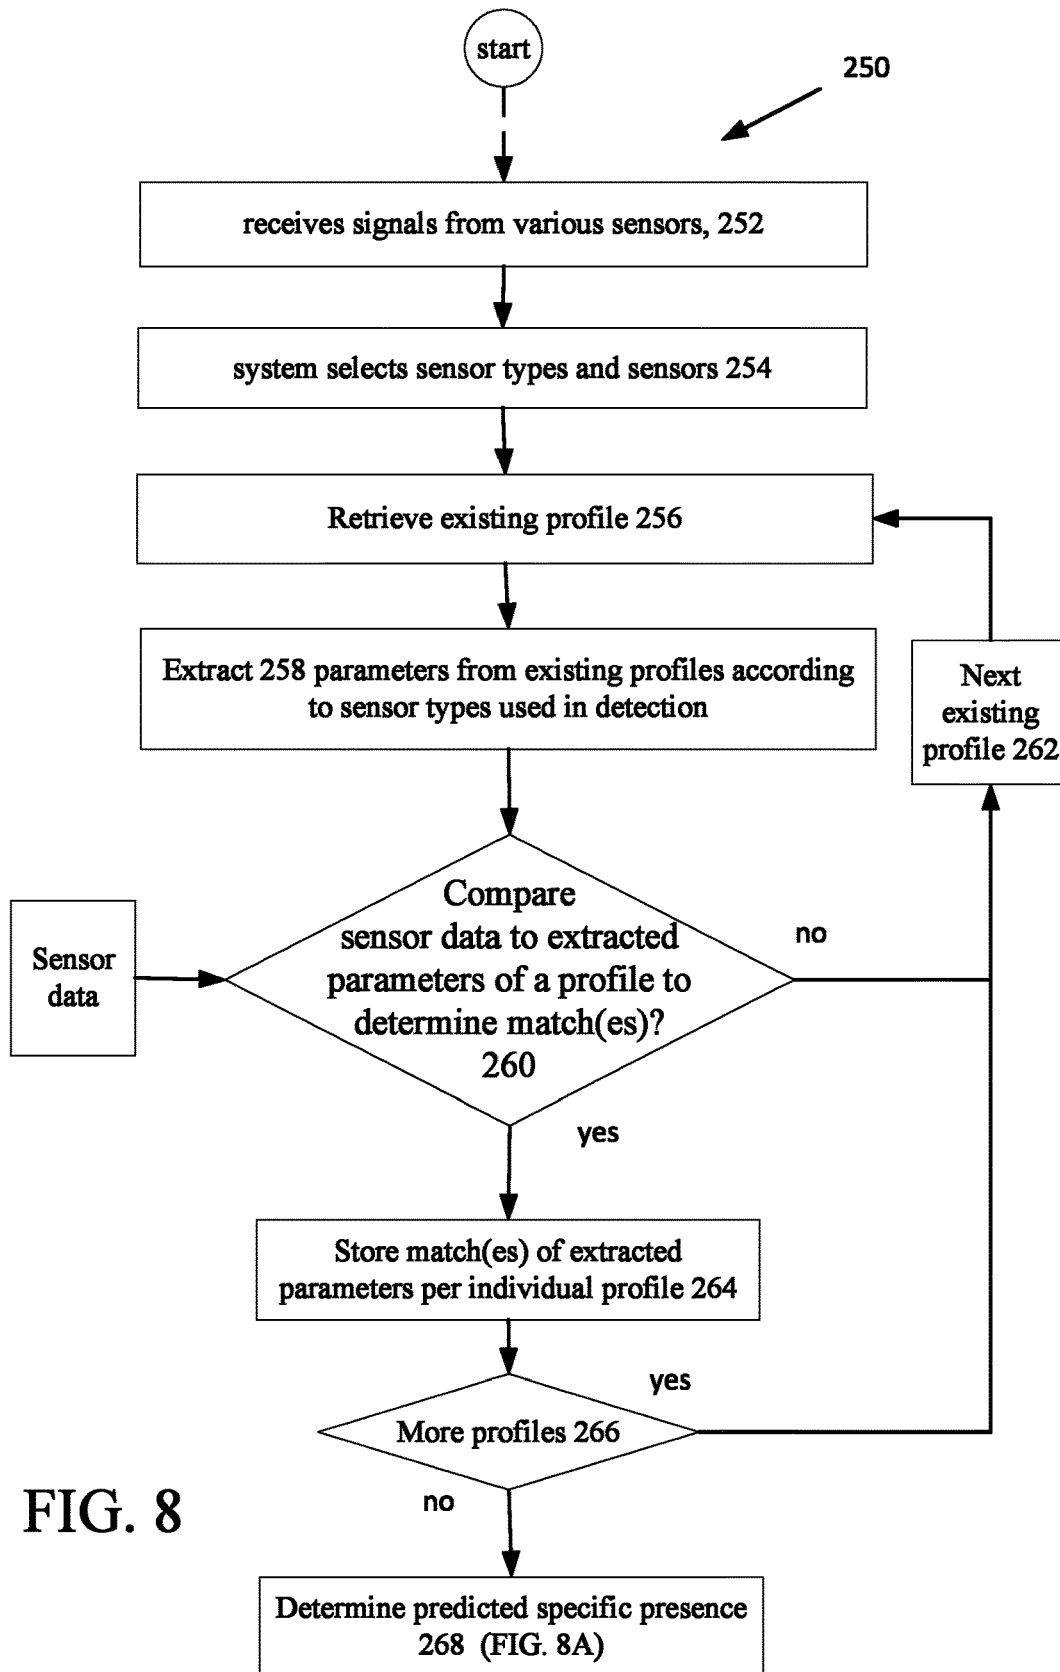 start
250
receives signals from various sensors, 252
system selects sensor types and sensors 254
Retrieve existing profile 256
Extract 258 parameters from existing profiles according
to sensor types used in detection
Next
existing
profile 262
Compare
sensor data to extracted
parameters of a profile to
determine match(es)?
260
no
Sensor
data
yes
Store match(es) of extracted
parameters per individual profile 264
yes
More profiles 266
no
FIG. 8
Determine predicted specific presence
268 (FIG. 8A)